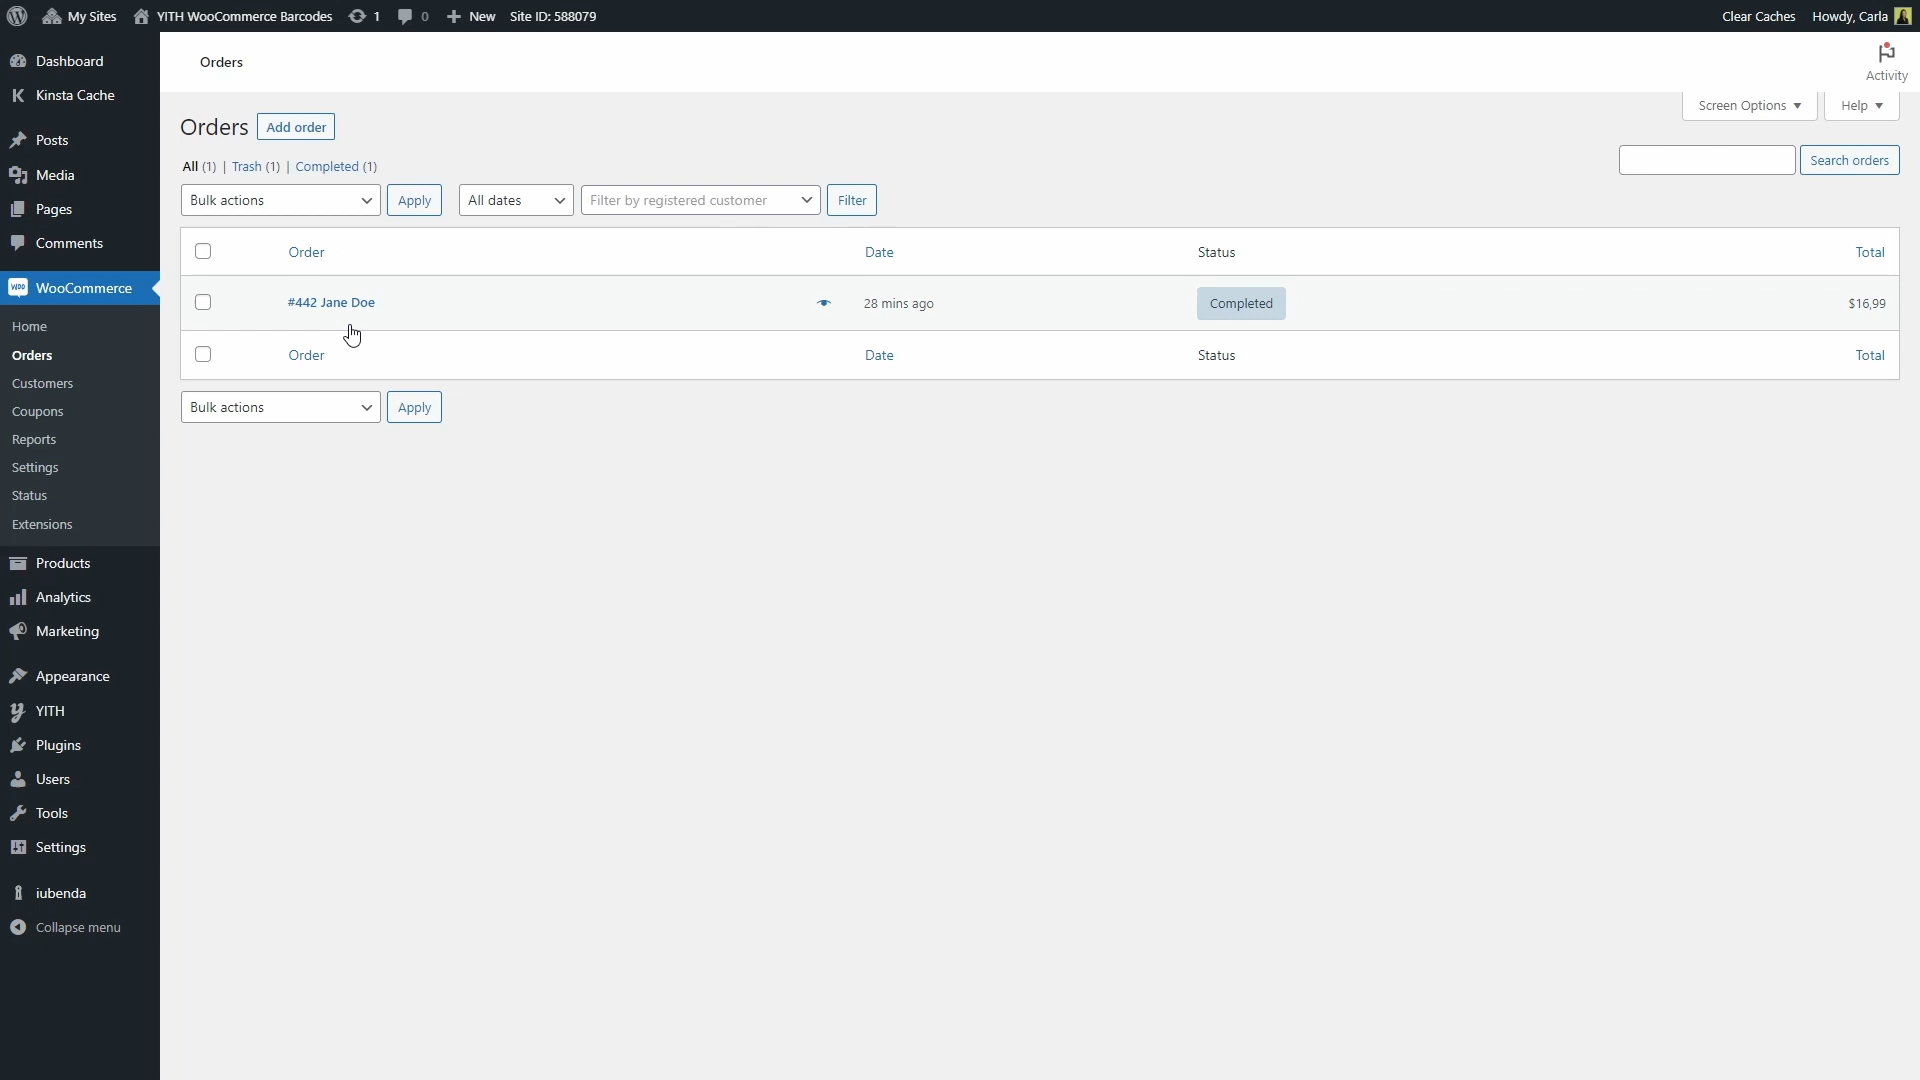 My Sites YITH WooCommerce Barcodes 1 0 New Site ID: 588079 Clear Caches Howdy, Carla
Dashboard
Kinsta Cache
Posts
Media
Pages
Comments
WooCommerce
Home
Orders
Customers
Coupons
Reports
Settings
Status
Extensions
Products
Analytics
Marketing
Appearance
YITH
Plugins
Users
Tools
Settings
iubenda
Collapse menu
Orders
Activity
Screen Options Help
Orders Add order
All (1) | Trash (1) | Completed (1)
Search orders
Bulk actions Apply All dates Filter by registered customer Filter
Order Date Status Total
#442 Jane Doe 28 mins ago Completed $16,99
Order Date Status Total
Bulk actions Apply